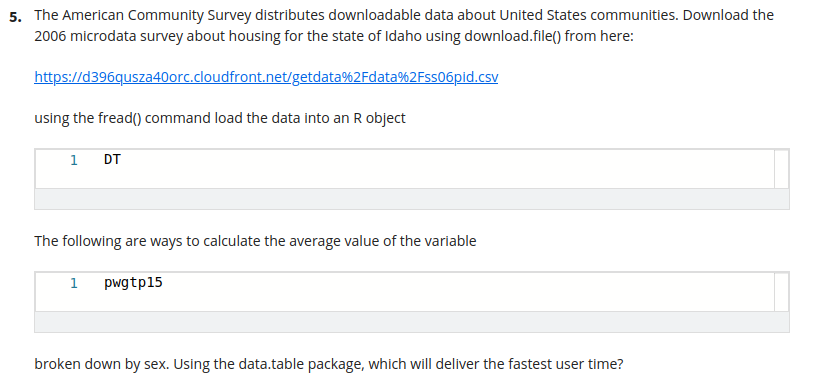 5. The American Community Survey distributes downloadable data about United States communities. Download the
2006 microdata survey about housing for the state of Idaho using download.file() from here:
https://d396qusza40orc.cloudfront.net/getdata%2Fdata%2Fss06pid.csv
using the fread() command load the data into an R object
1 DT
The following are ways to calculate the average value of the variable
1 pwgtp15
broken down by sex. Using the data.table package, which will deliver the fastest user time?